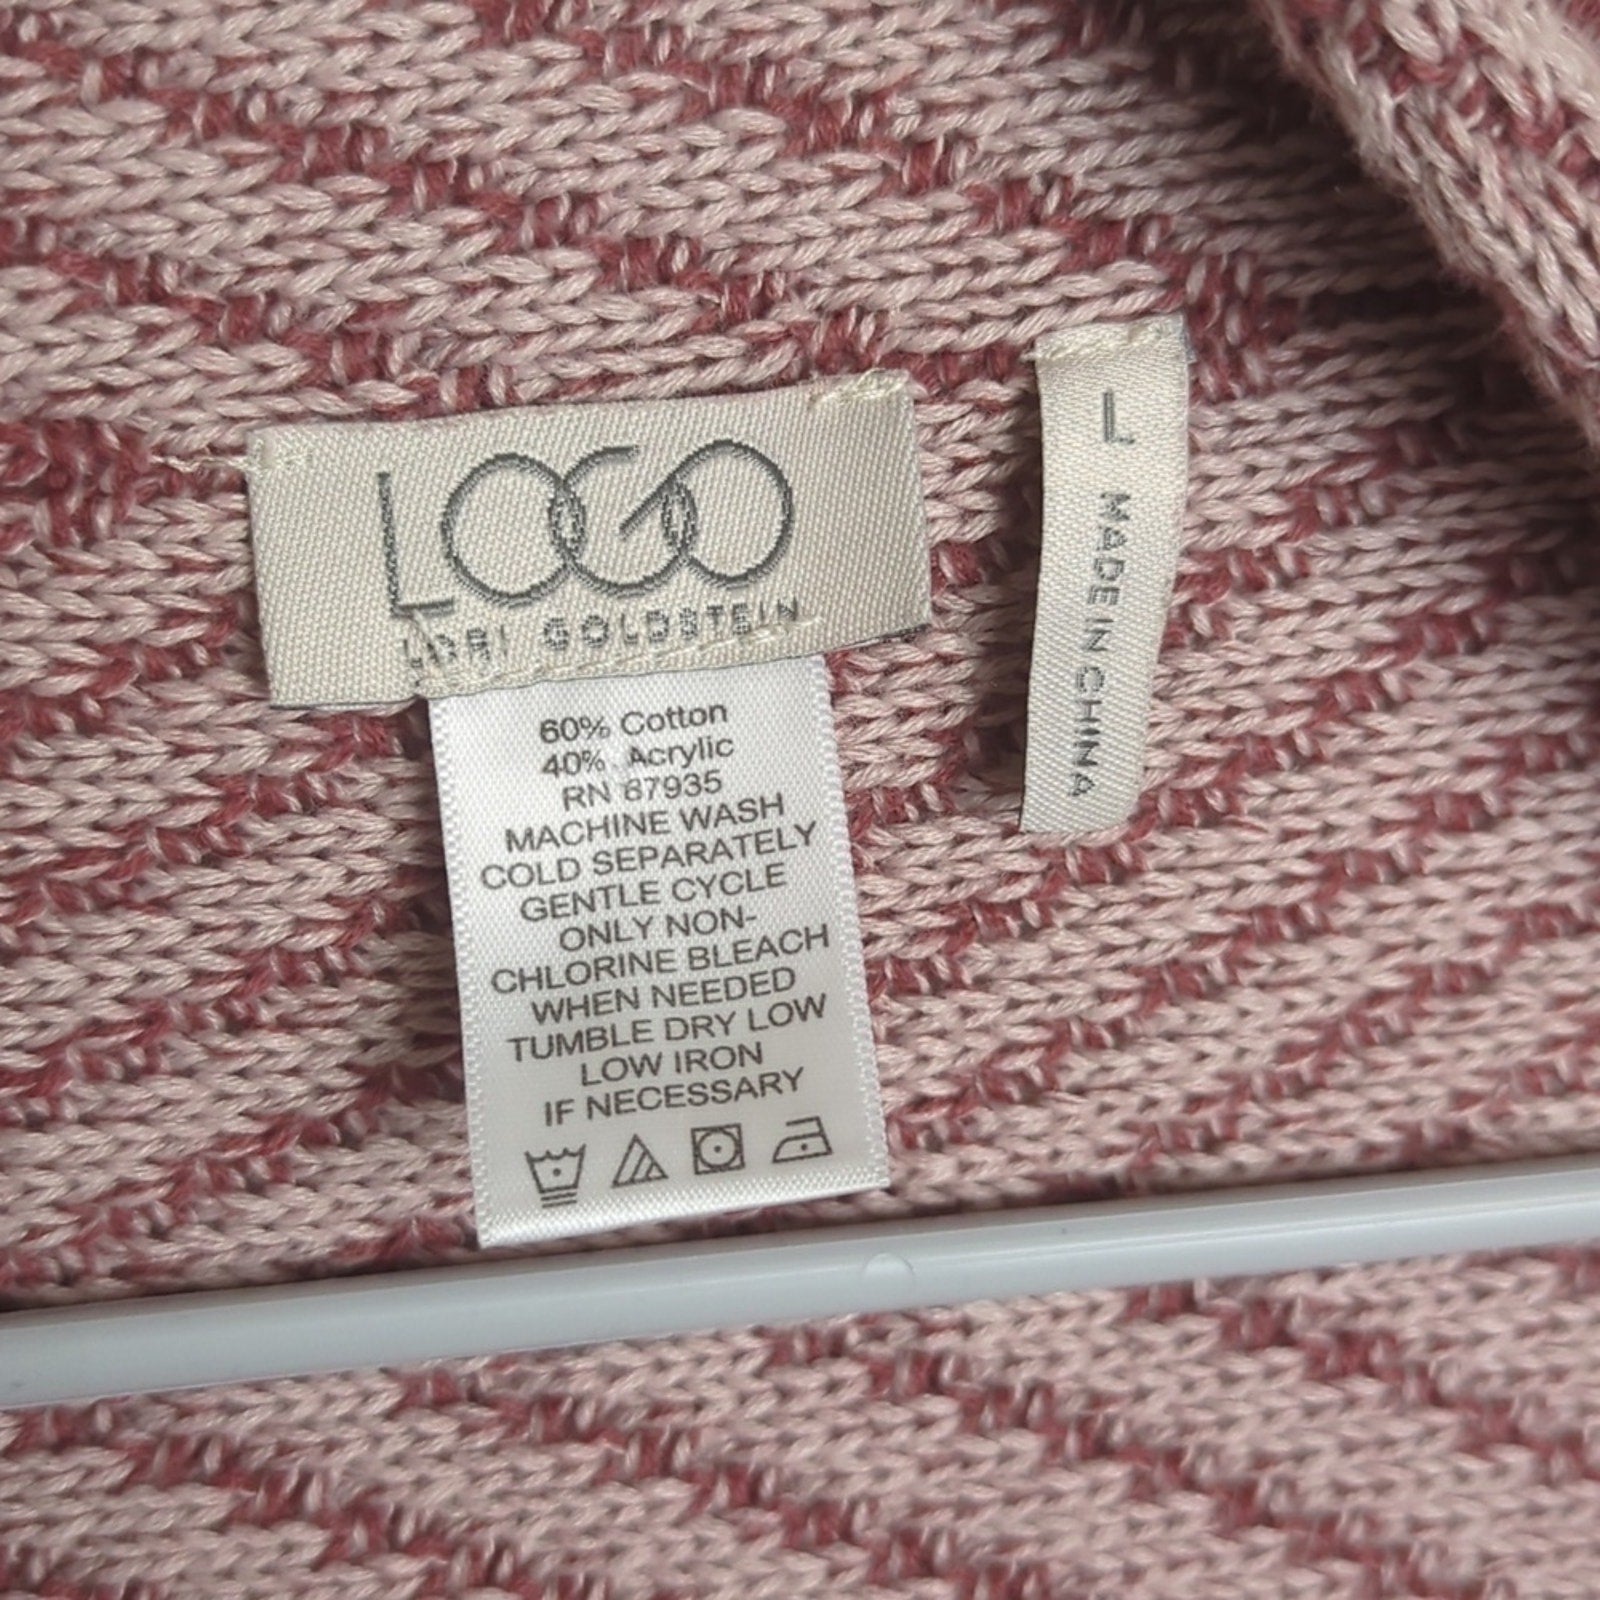 LOGO
LORI GOLDSTEIN
L MADE IN CHINA
60% Cotton
40% Acrylic
RN 87935
MACHINE WASH
COLD SEPARATELY
GENTLE CYCLE
ONLY NON-
CHLORINE BLEACH
WHEN NEEDED
TUMBLE DRY LOW
LOW IRON
IF NECESSARY